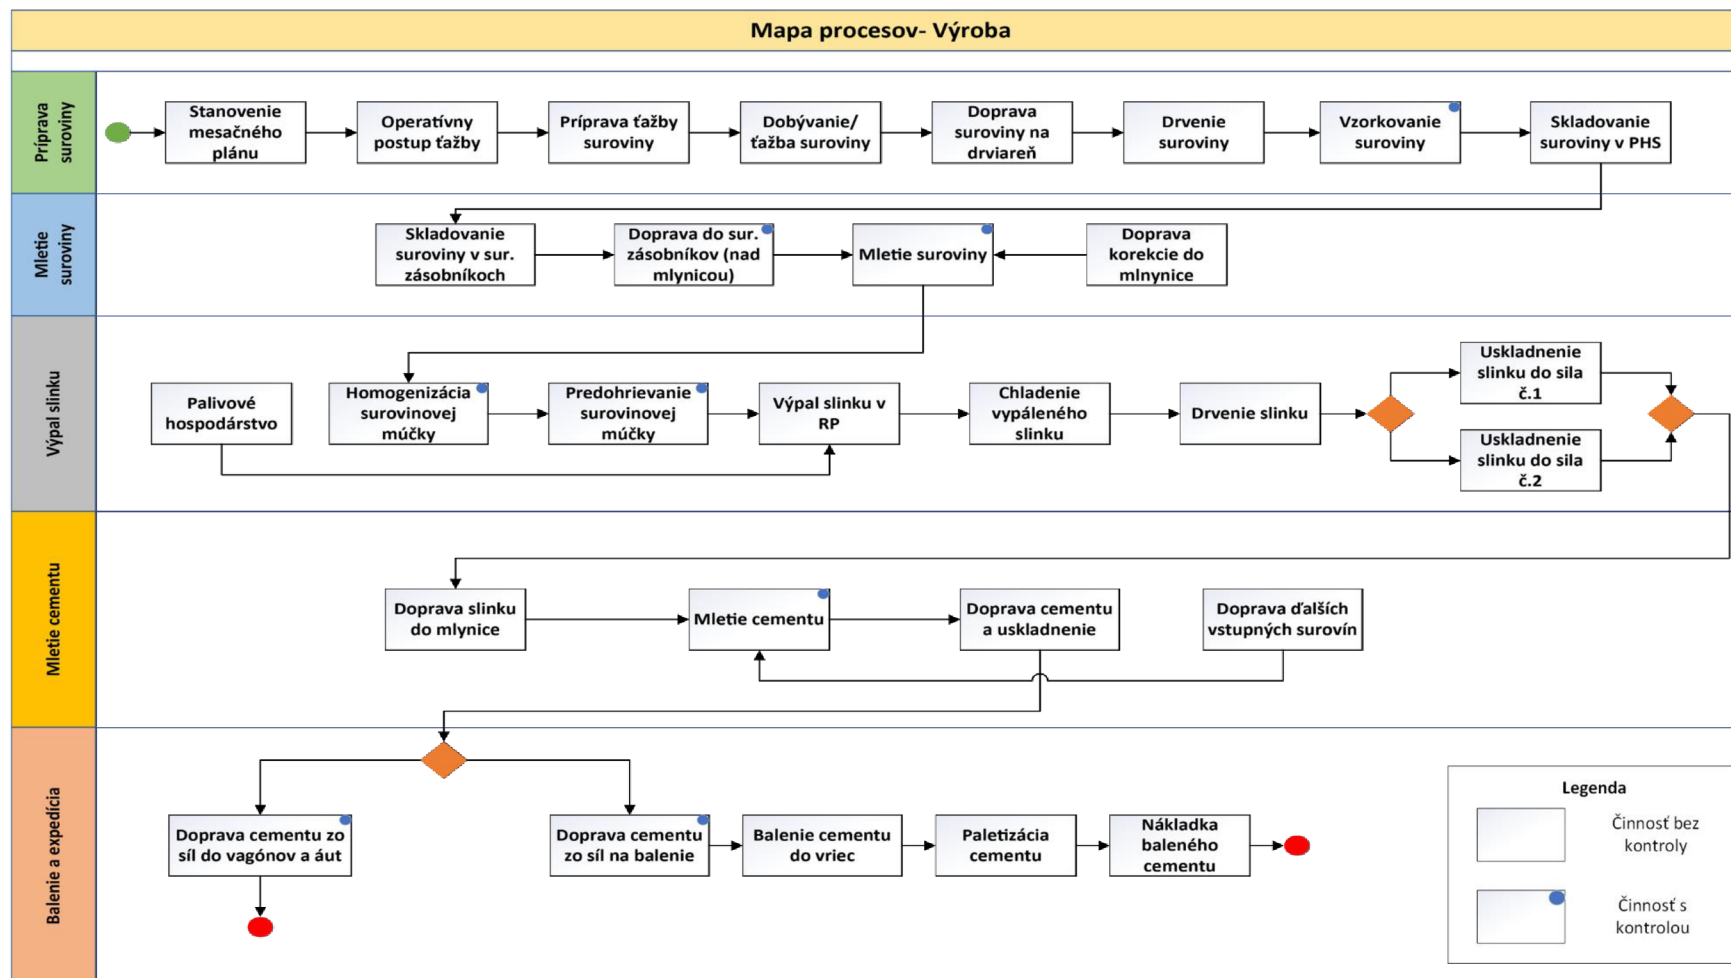 Mapa procesov- Výroba
Príprava
suroviny
Stanovenie
mesačného
plánu
Operatívny
postup ťažby
Príprava ťažby
suroviny
Dobývanie/
ťažba suroviny
Doprava
suroviny na
drviareň
Drvenie
suroviny
Vzorkovanie
suroviny
Skladovanie
suroviny v PHS
Mletie
suroviny
Skladovanie
suroviny v sur.
zásobníkoch
Doprava do sur.
zásobníkov (nad
mlynicou)
Mletie suroviny
Doprava
korekcie do
mlnynice
Výpal slinku
Palivové
hospodárstvo
Homogenizácia
surovinovej
múčky
Predohrievanie
surovinovej
múčky
Výpal slinku v
RP
Chladenie
vypáleného
slinku
Drvenie slinku
Uskladnenie
slinku do sila
č.1
Uskladnenie
slinku do sila
č.2
Mletie cementu
Doprava slinku
do mlynice
Mletie cementu
Doprava cementu
a uskladnenie
Doprava ďalších
vstupných surovín
Balenie a expedícia
Doprava cementu zo
síl do vagónov a áut
Doprava cementu
zo síl na balenie
Balenie cementu
do vriec
Paletizácia
cementu
Nákladka
baleného
cementu
Legenda
Činnosť bez
kontroly
Činnosť s
kontrolou